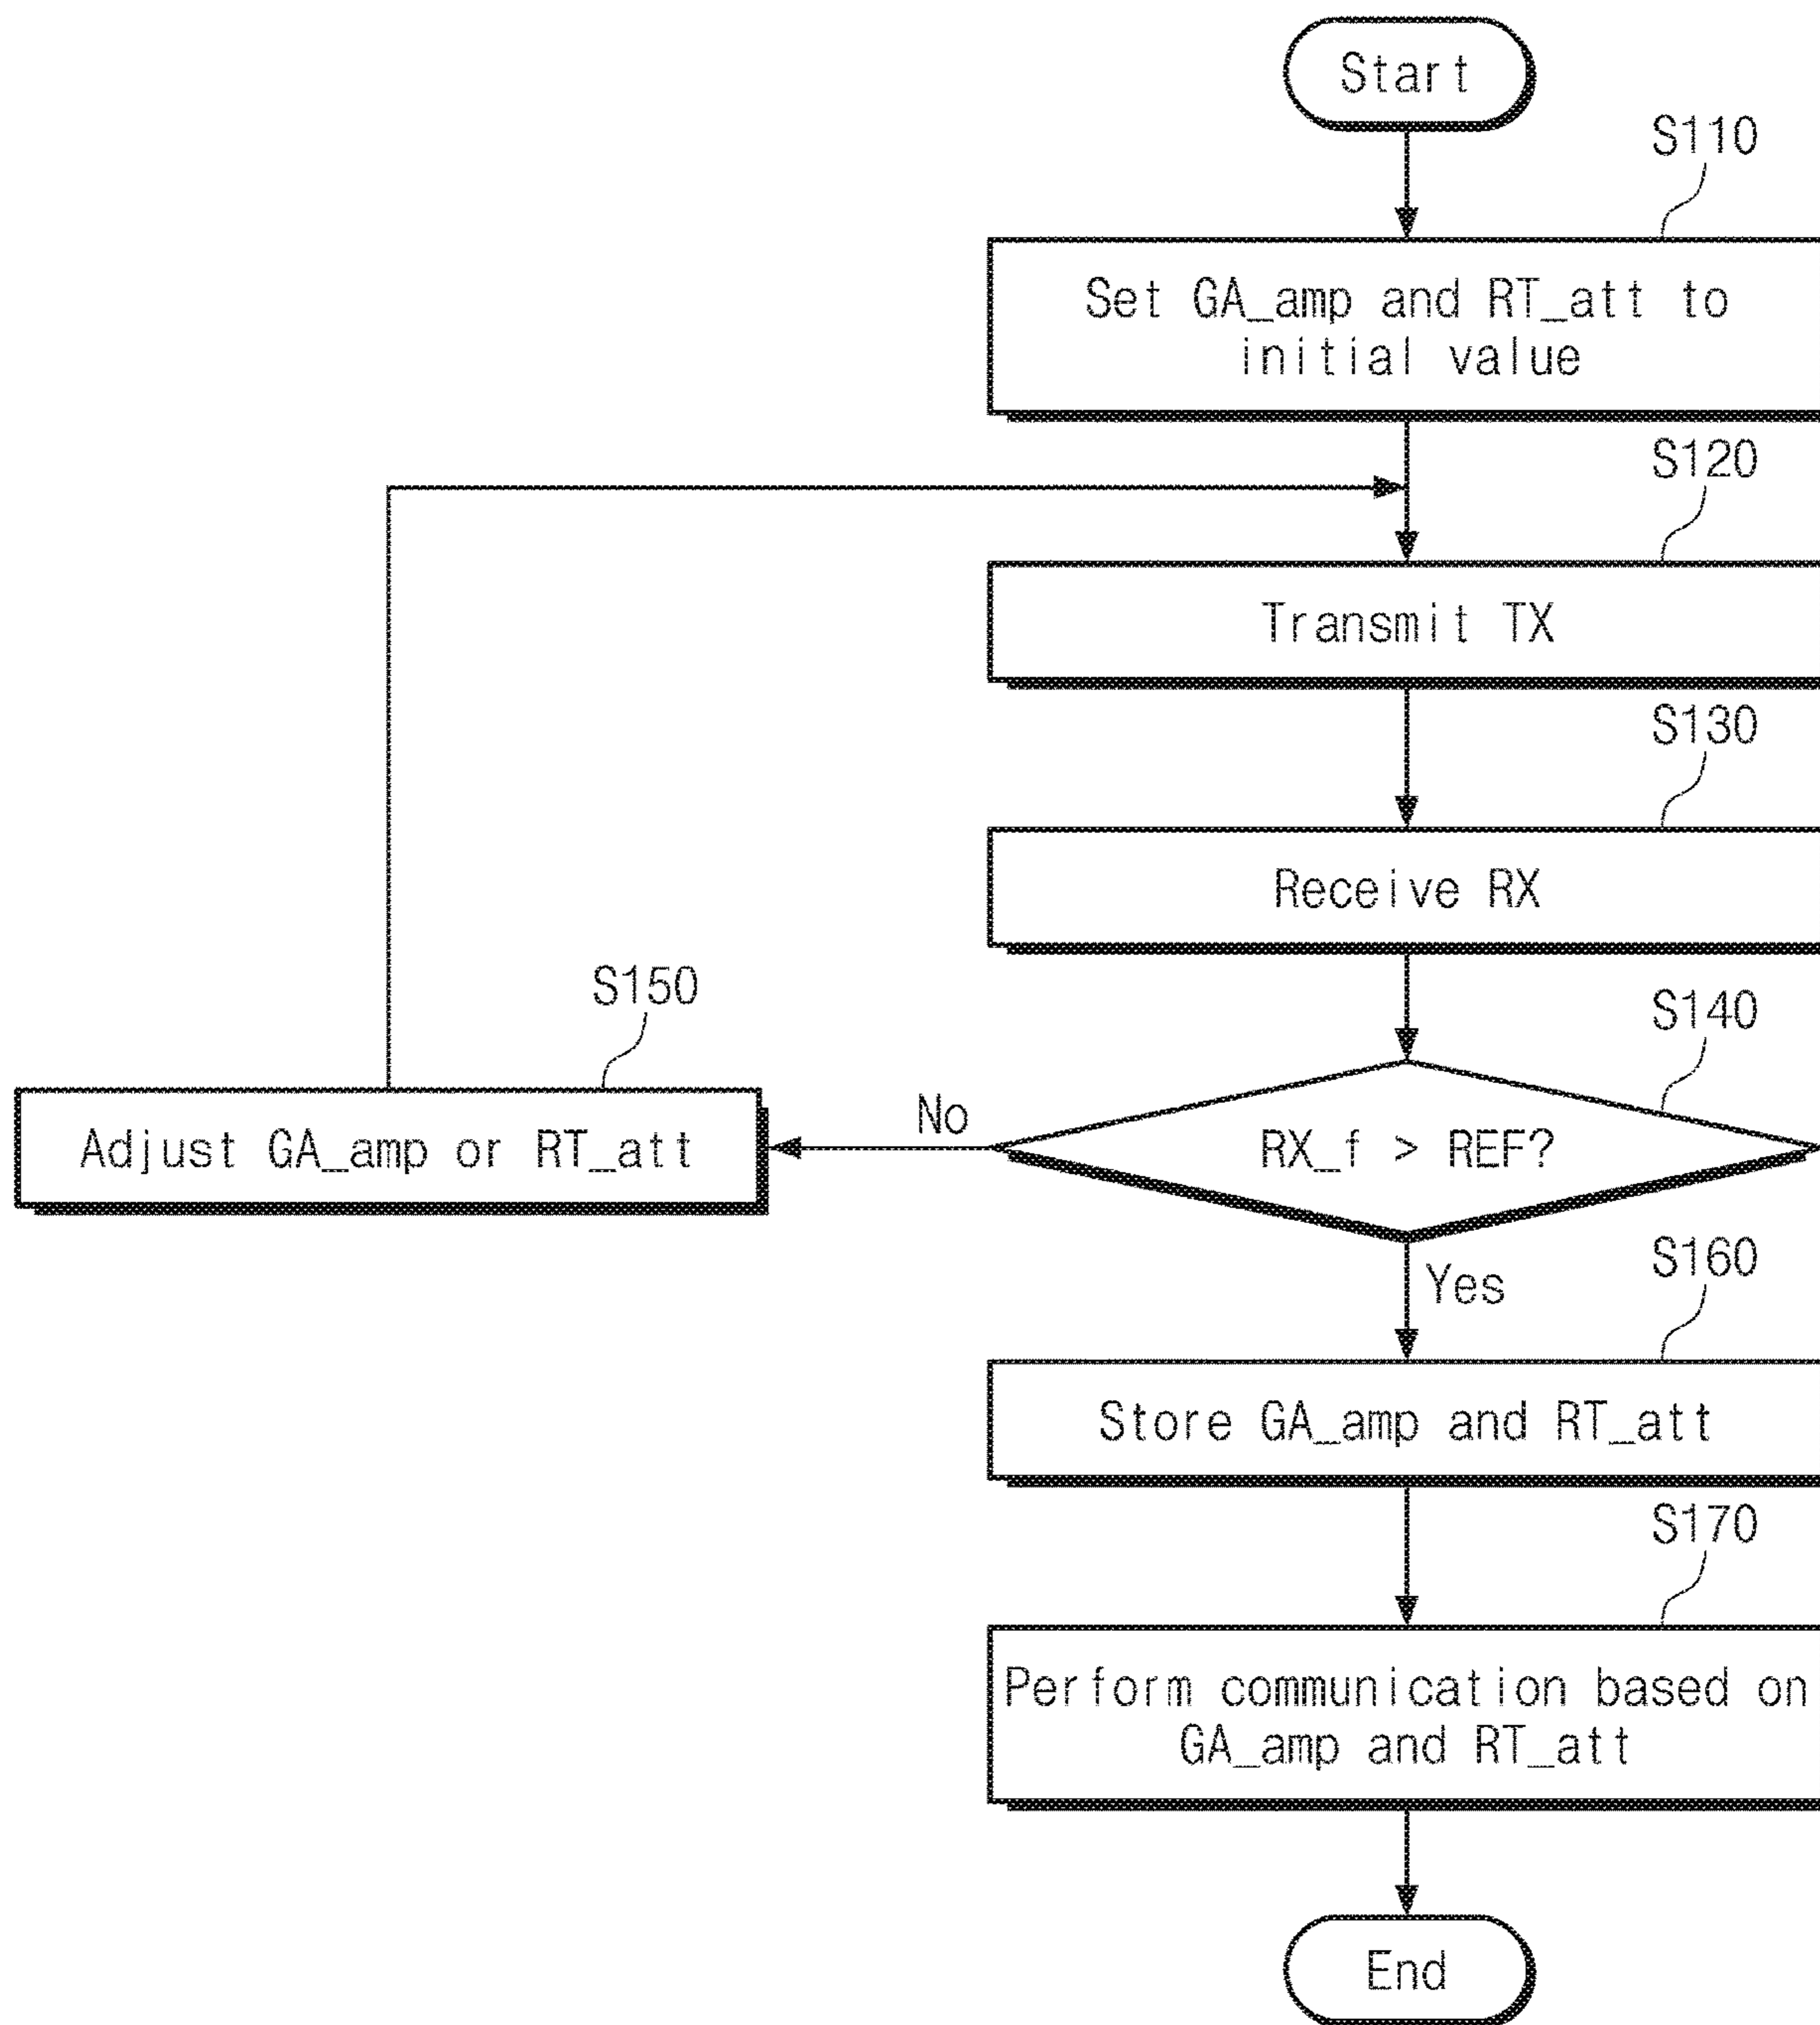 Start
S110
Set GA_amp and RT_att to
initial value
S120
Transmit TX
S130
Receive RX
S140
RX_f > REF?
No
S150
Adjust GA_amp or RT_att
Yes
S160
Store GA_amp and RT_att
S170
Perform communication based on
GA_amp and RT_att
End